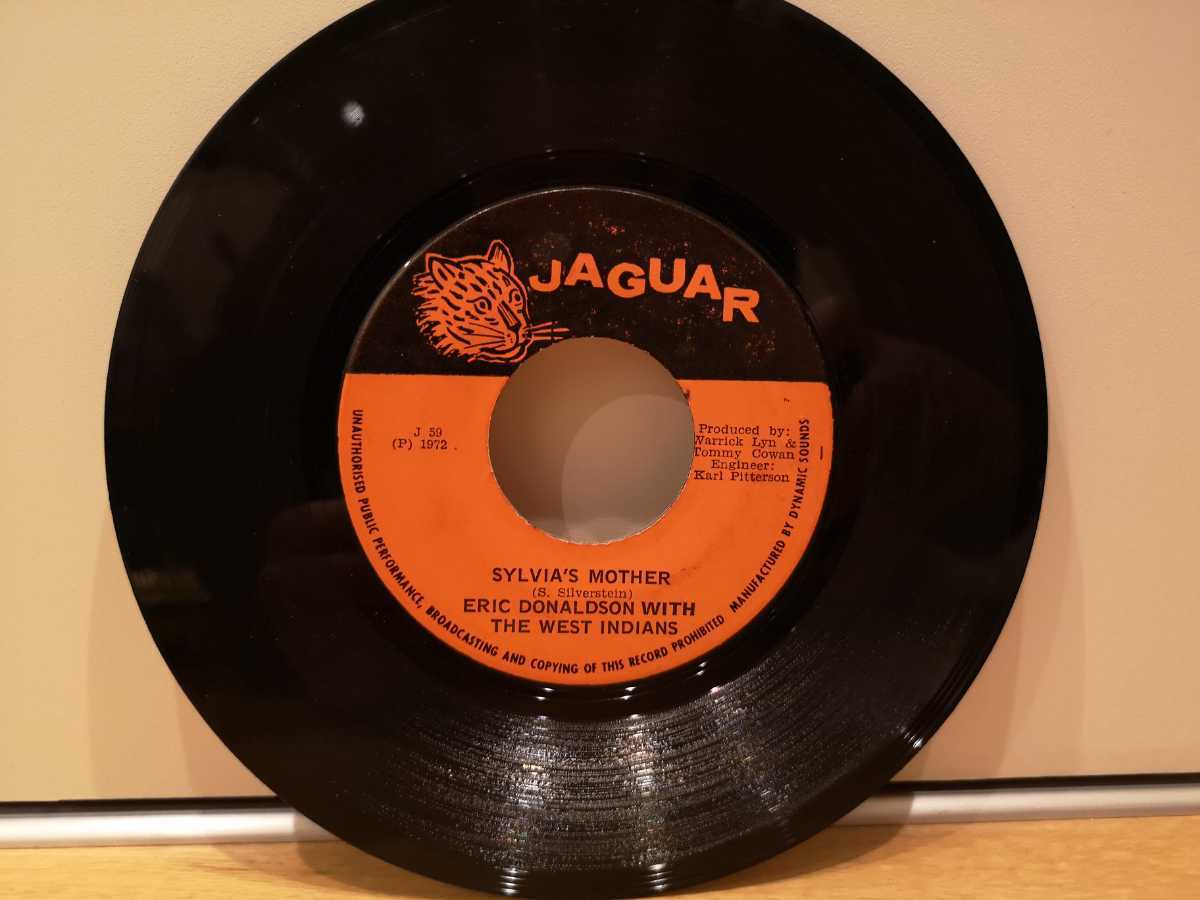 JAGUAR
J 59
(P) 1972 .
Produced by:
Warrick Lyn &
Tommy Cowan
Engineer:
Karl Pitterson
SYLVIA'S MOTHER
(S. Silverstein)
ERIC DONALDSON WITH
THE WEST INDIANS
UNAUTHORISED PUBLIC PERFORMANCE, BROADCASTING AND COPYING OF THIS RECORD PROHIBITED MANUFACTURED BY DYNAMIC SOUNDS